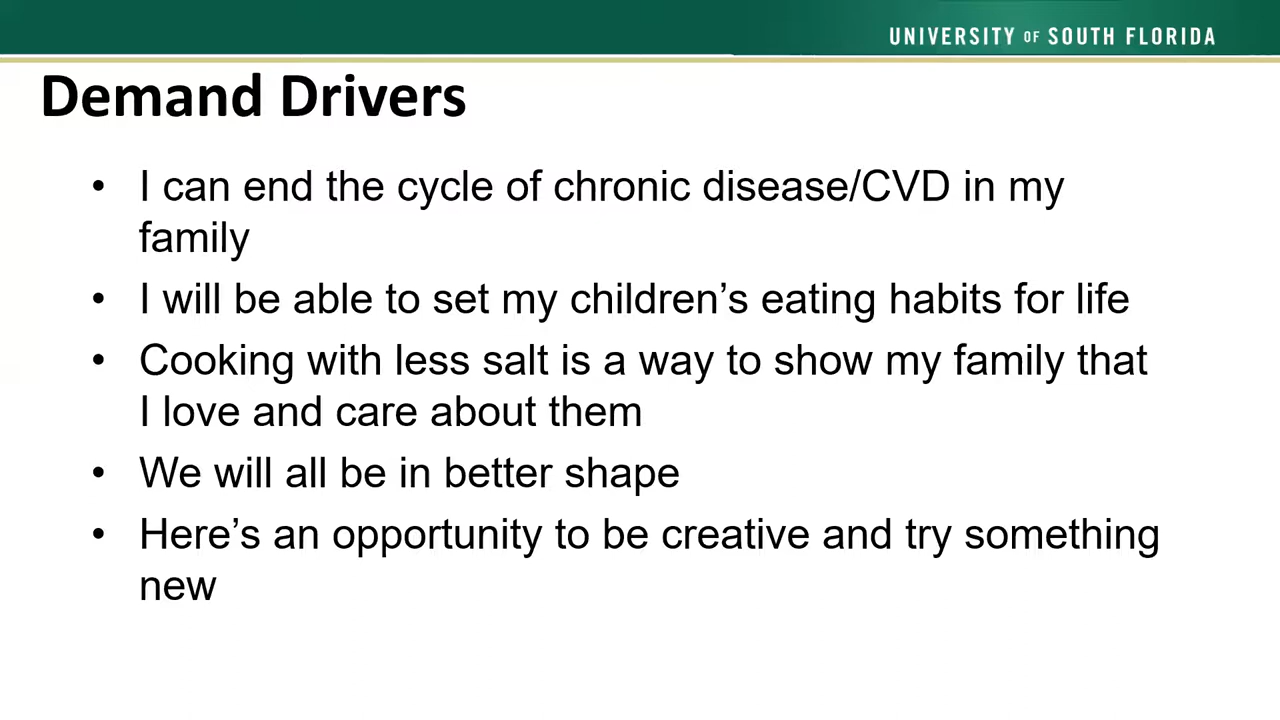 UNIVERSITY OF SOUTH FLORIDA
Demand Drivers
• I can end the cycle of chronic disease/CVD in my
family
• I will be able to set my children’s eating habits for life
• Cooking with less salt is a way to show my family that
I love and care about them
• We will all be in better shape
• Here’s an opportunity to be creative and try something
new